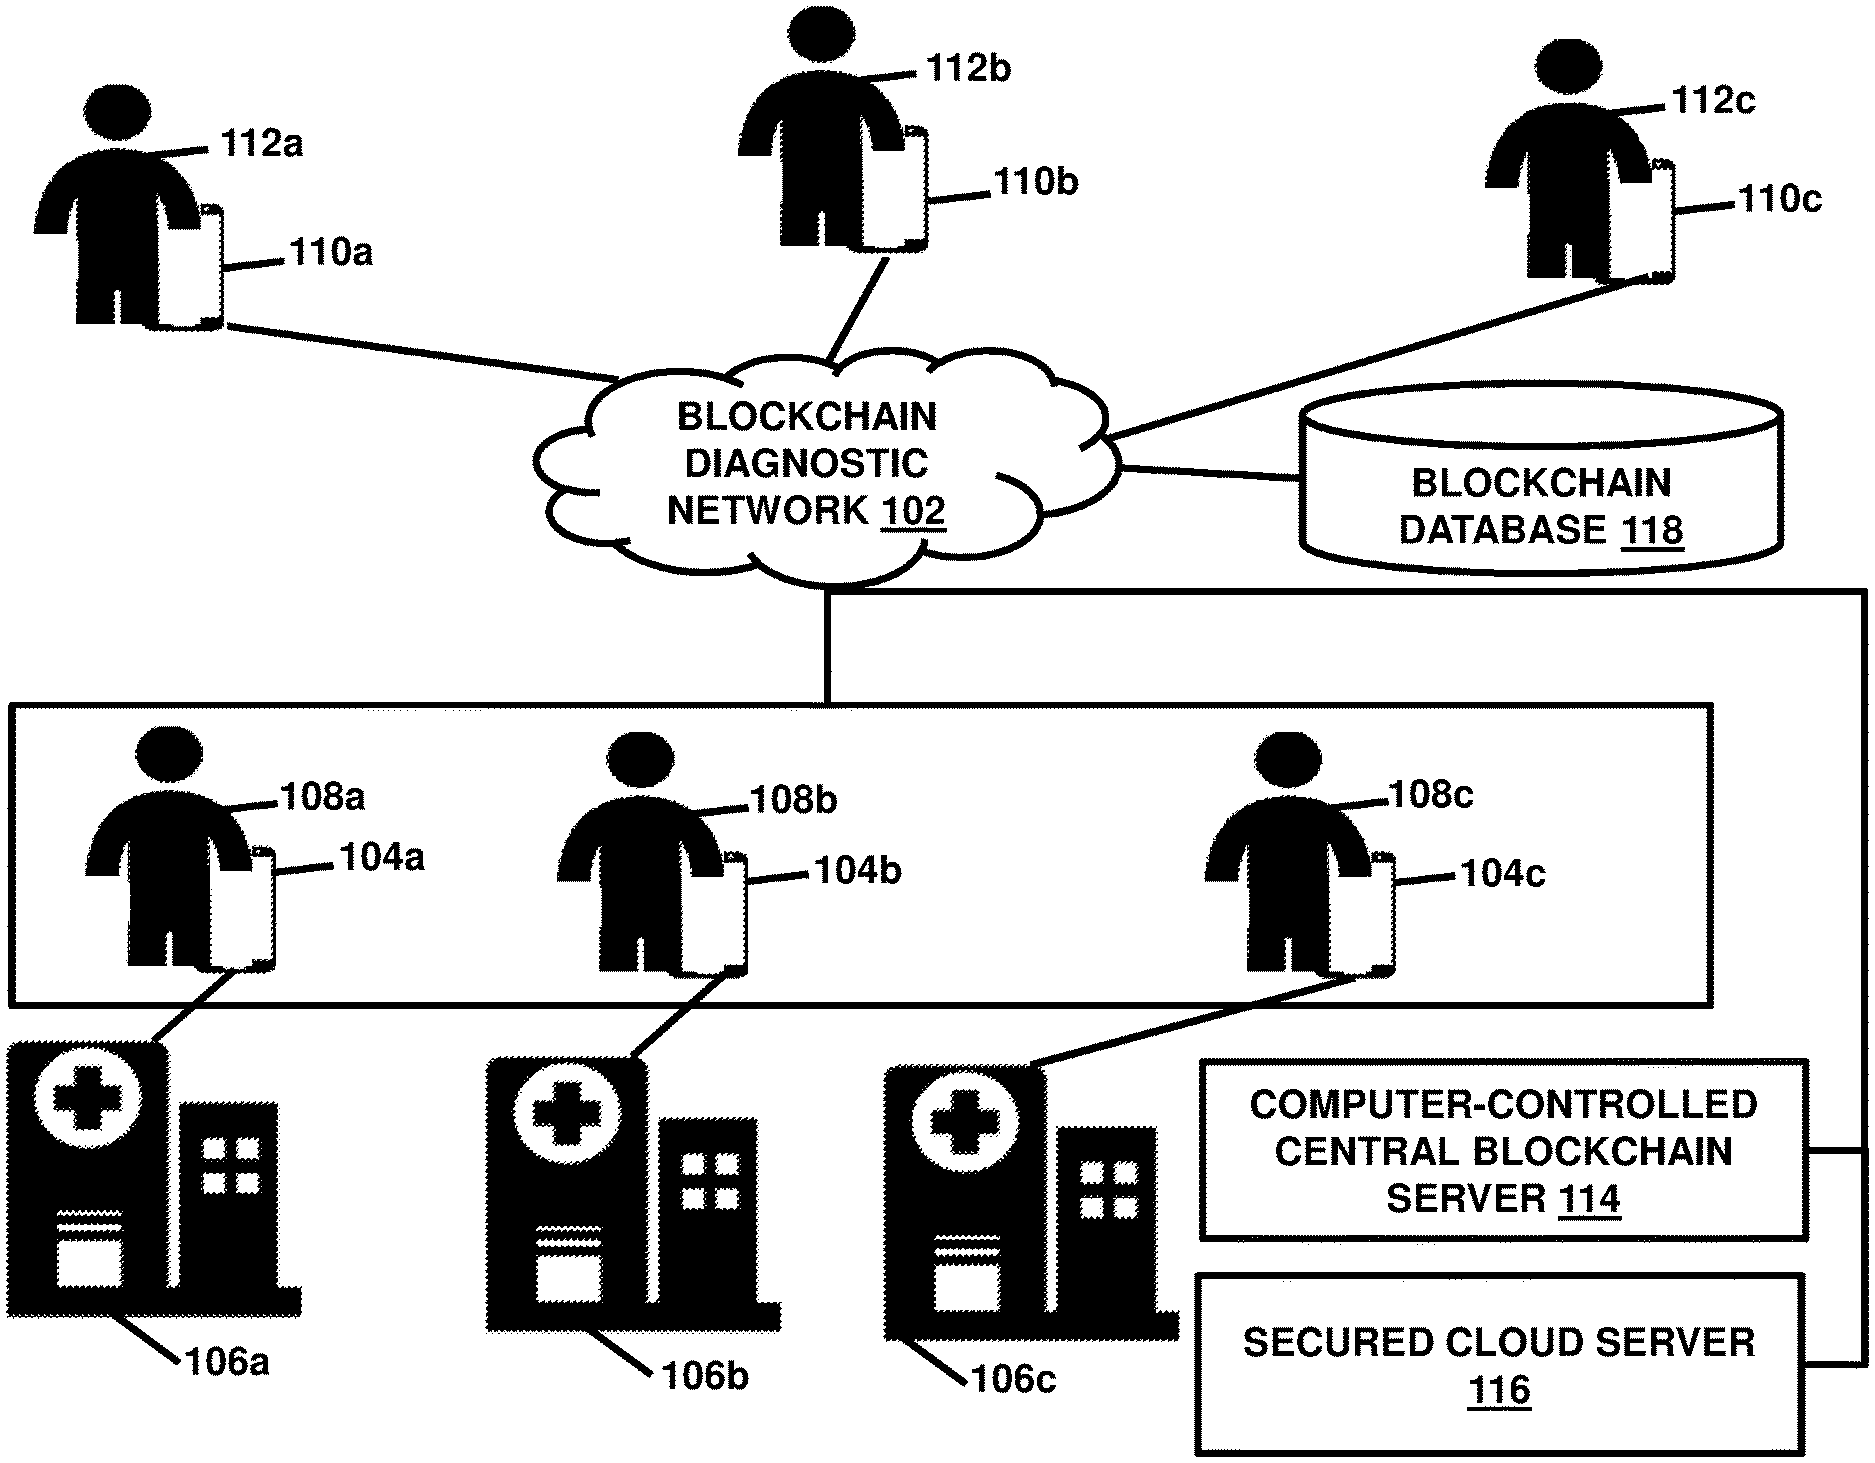 112b
112c
112a
110b
110c
110a
BLOCKCHAIN
DIAGNOSTIC
NETWORK 102
BLOCKCHAIN
DATABASE 118
108a
108b
108c
104a
104b
104c
COMPUTER-CONTROLLED
CENTRAL BLOCKCHAIN
SERVER 114
SECURED CLOUD SERVER
116
106a
106b
106c